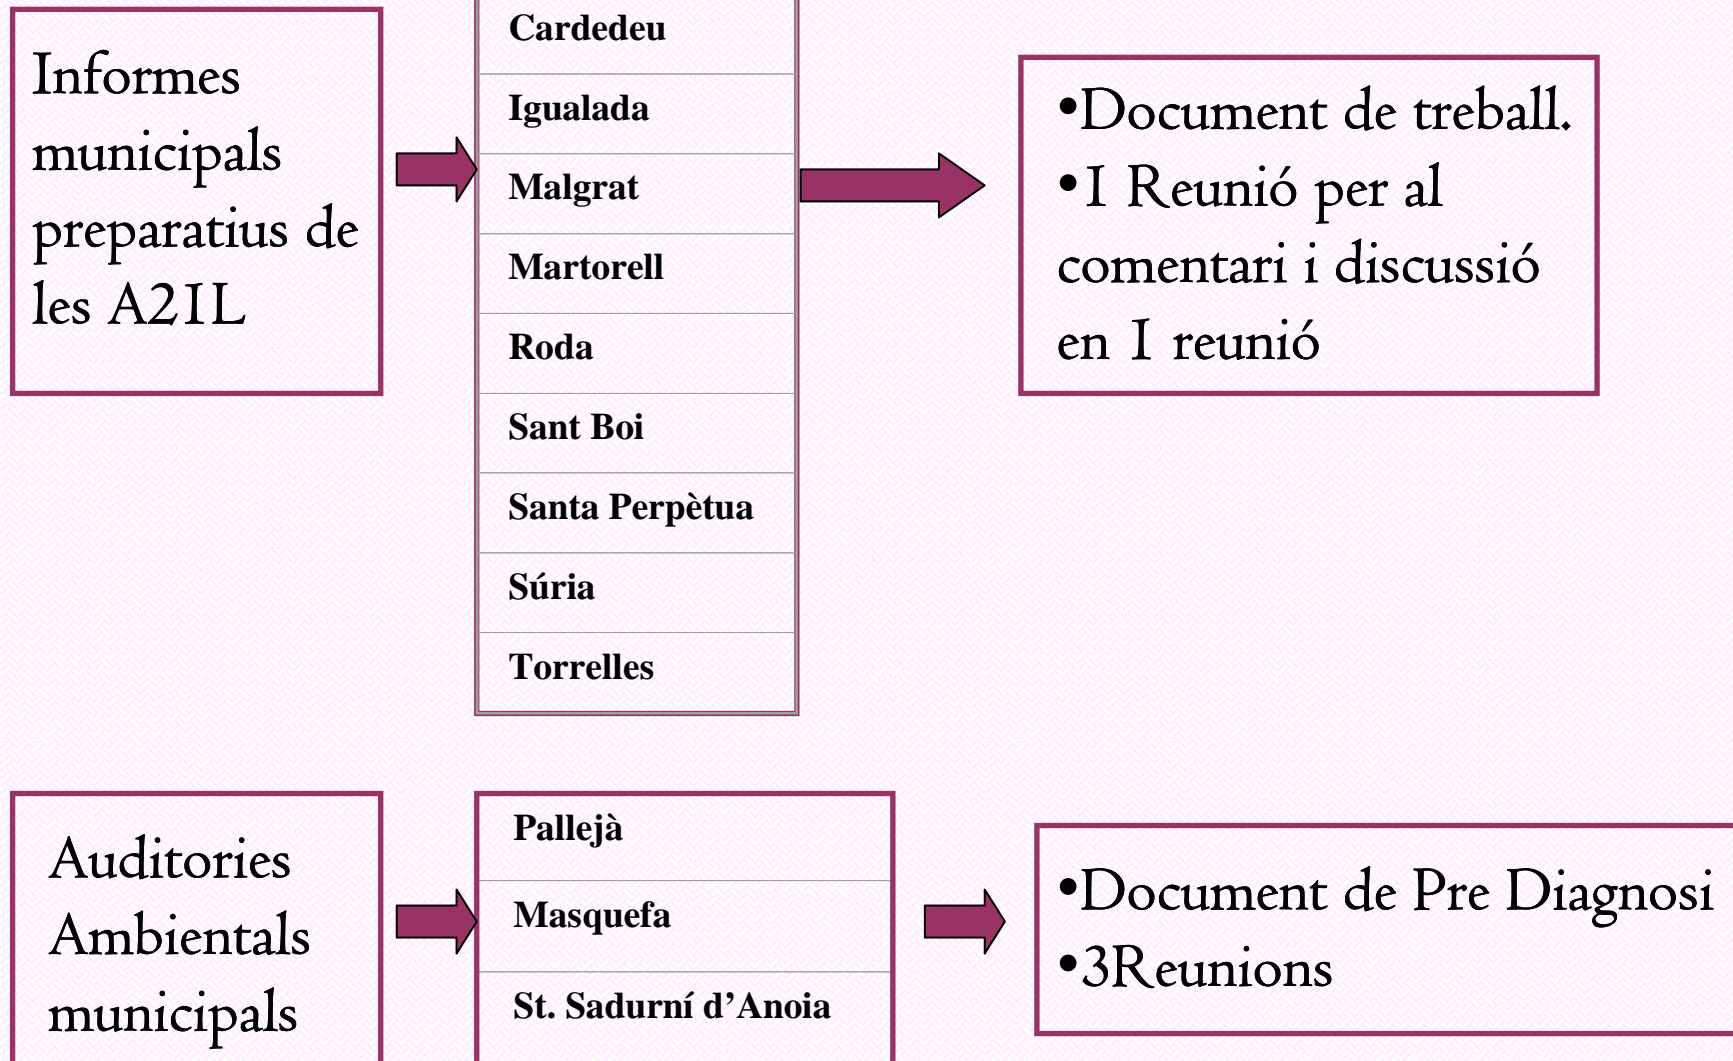 Informes
municipals
preparatius de
les A21L
Cardedeu
Igualada
Malgrat
Martorell
Roda
Sant Boi
Santa Perpètua
Súria
Torrelles
•Document de treball.
•1 Reunió per al
comentari i discussió
en 1 reunió
Auditories
Ambientals
municipals
Pallejà
Masquefa
St. Sadurní d’Anoia
•Document de Pre Diagnosi
•3Reunions